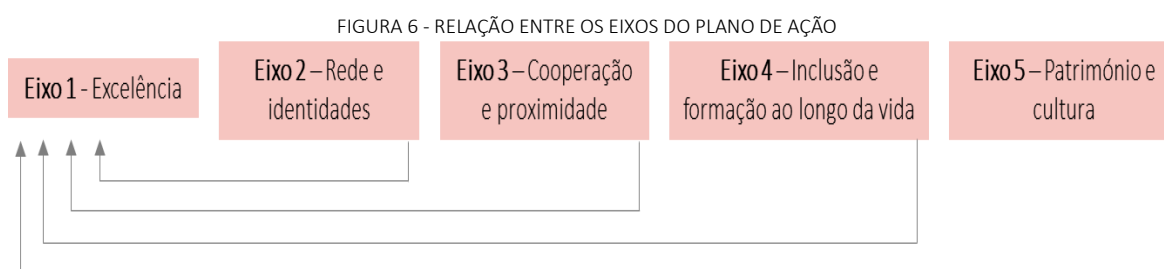 FIGURA 6 - RELAÇÃO ENTRE OS EIXOS DO PLANO DE AÇÃO
Eixo 1 - Excelência
Eixo 2 – Rede e
identidades
Eixo 3 – Cooperação
e proximidade
Eixo 4 – Inclusão e
formação ao longo da vida
Eixo 5 – Património e
cultura